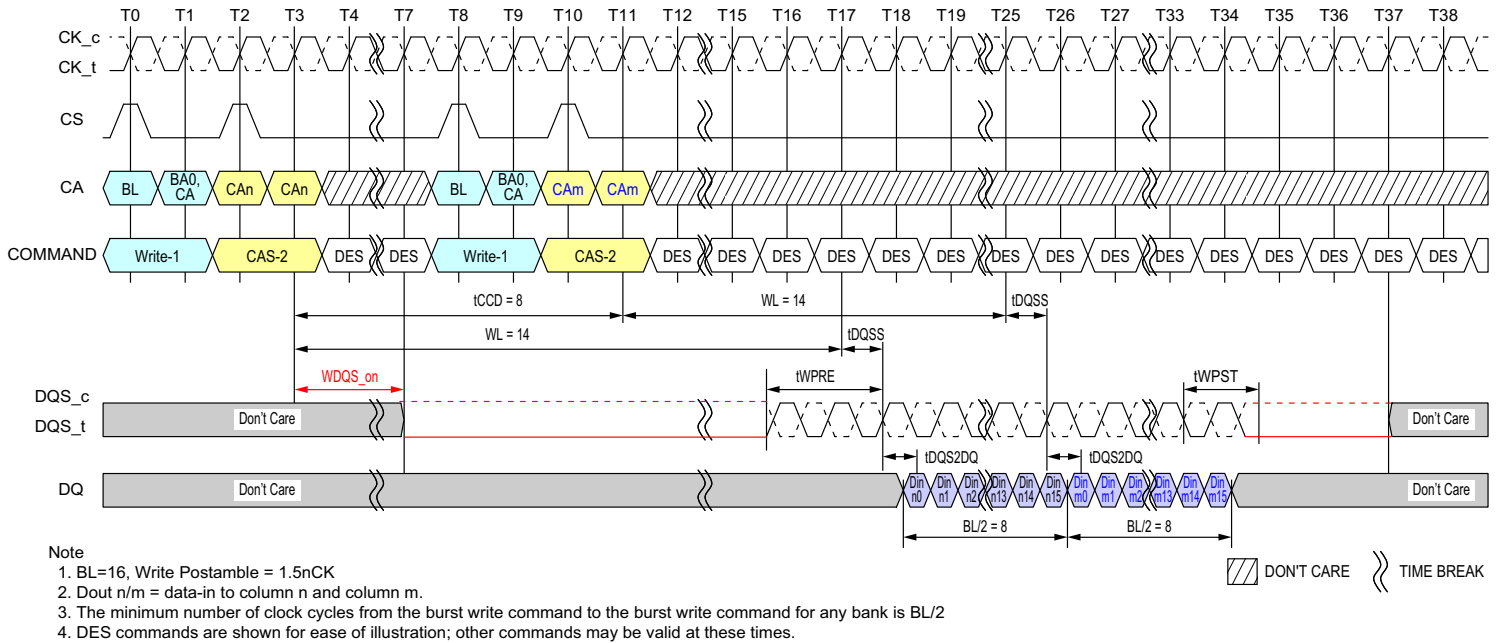 T0 T1 T2 T3 T4 T7 T8 T9 T10 T11 T12 T15 T16 T17 T18 T19 T25 T26 T27 T33 T34 T35 T36 T37 T38
CK_c
CK_t
CS
CA BL BA0, CA CAn CAn BL BA0, CA CAm CAm
COMMAND Write-1 CAS-2 DES DES Write-1 CAS-2 DES DES DES DES DES DES DES DES DES DES DES DES DES DES DES
tCCD = 8 WL = 14 tDQSS
WL = 14 tDQSS
WDQS_on tWPRE tWPST
DQS_c
DQS_t Don't Care Don't Care
tDQS2DQ tDQS2DQ
DQ Don't Care Din n0 Din n1 Din n2 Din n13 Din n14 Din n15 Din m0 Din m1 Din m2 Din m13 Din m14 Din m15 Don't Care
BL/2 = 8 BL/2 = 8
Note
1. BL=16, Write Postamble = 1.5nCK
2. Dout n/m = data-in to column n and column m.
3. The minimum number of clock cycles from the burst write command to the burst write command for any bank is BL/2
4. DES commands are shown for ease of illustration; other commands may be valid at these times.
DON'T CARE TIME BREAK